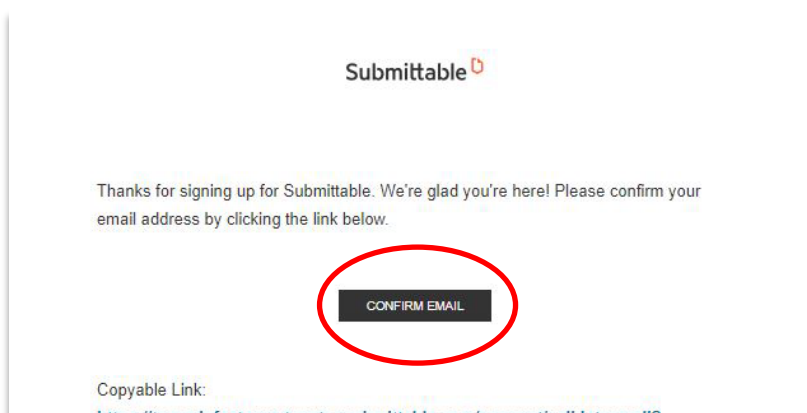 Submittable
Thanks for signing up for Submittable. We're glad you're here! Please confirm your
email address by clicking the link below.
CONFIRM EMAIL
Copyable Link: